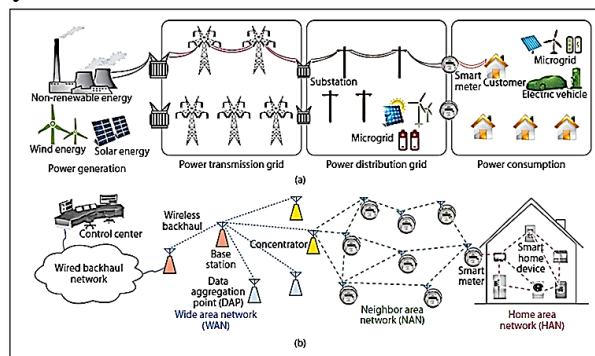 Non-renewable energy
Wind energy
Solar energy
Power generation
Power transmission grid
Substation
Microgrid
Power distribution grid
Smart
meter
Customer
Microgrid
Electric vehicle
Power consumption
(a)
Control center
Wired backhaul
network
Wireless
backhaul
Base
station
Concentrator
Data
aggregation
point (DAP)
Wide area network
(WAN)
Neighbor area
network (NAN)
Smart
meter
Smart
home
device
Home area
network (HAN)
(b)